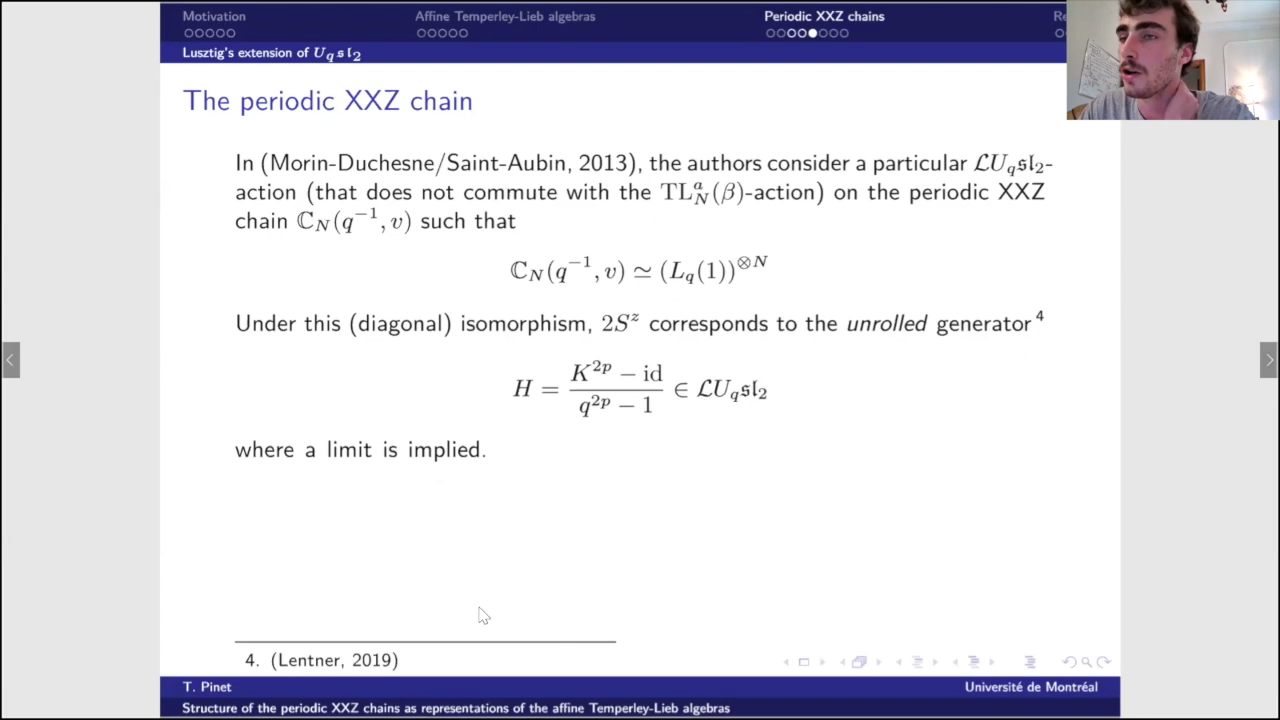 Motivation
Affine Temperley-Lieb algebras
Periodic XXZ chains
Re
Lusztig's extension of U_q 𝔰𝔩_2
The periodic XXZ chain
In (Morin-Duchesne/Saint-Aubin, 2013), the authors consider a particular ℒU_q𝔰𝔩_2-
action (that does not commute with the TL^a_N(β)-action) on the periodic XXZ
chain ℂ_N(q^{-1}, v) such that
ℂ_N(q^{-1}, v) ≃ (L_q(1))^{⊗N}
Under this (diagonal) isomorphism, 2S^z corresponds to the unrolled generator^4
H = (K^{2p} − id)/(q^{2p} − 1) ∈ ℒU_q𝔰𝔩_2
where a limit is implied.
4. (Lentner, 2019)
T. Pinet
Université de Montréal
Structure of the periodic XXZ chains as representations of the affine Temperley-Lieb algebras